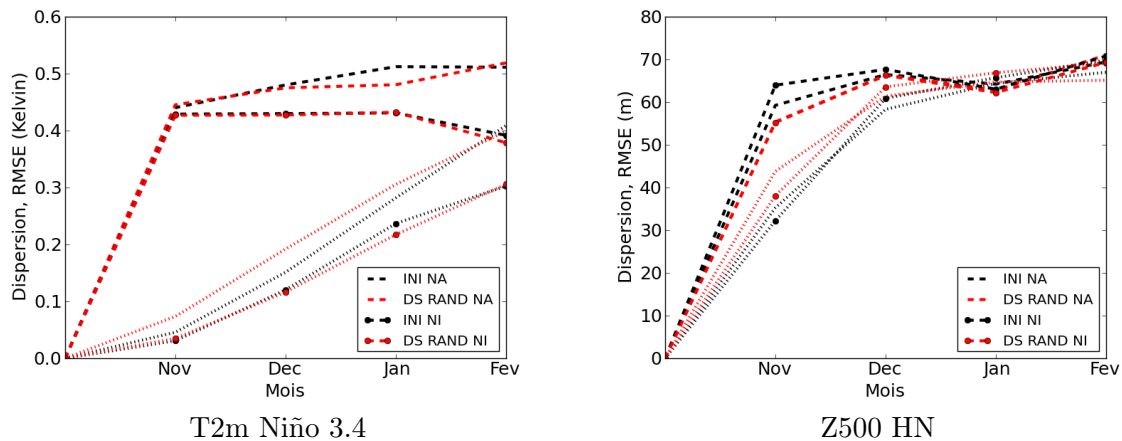 Dispersion, RMSE (Kelvin)
0.6
0.5
0.4
0.3
0.2
0.1
0.0
Nov
Dec
Jan
Fev
Mois
INI NA
DS RAND NA
INI NI
DS RAND NI
T2m Niño 3.4
Dispersion, RMSE (m)
80
70
60
50
40
30
20
10
0
Nov
Dec
Jan
Fev
Mois
INI NA
DS RAND NA
INI NI
DS RAND NI
Z500 HN